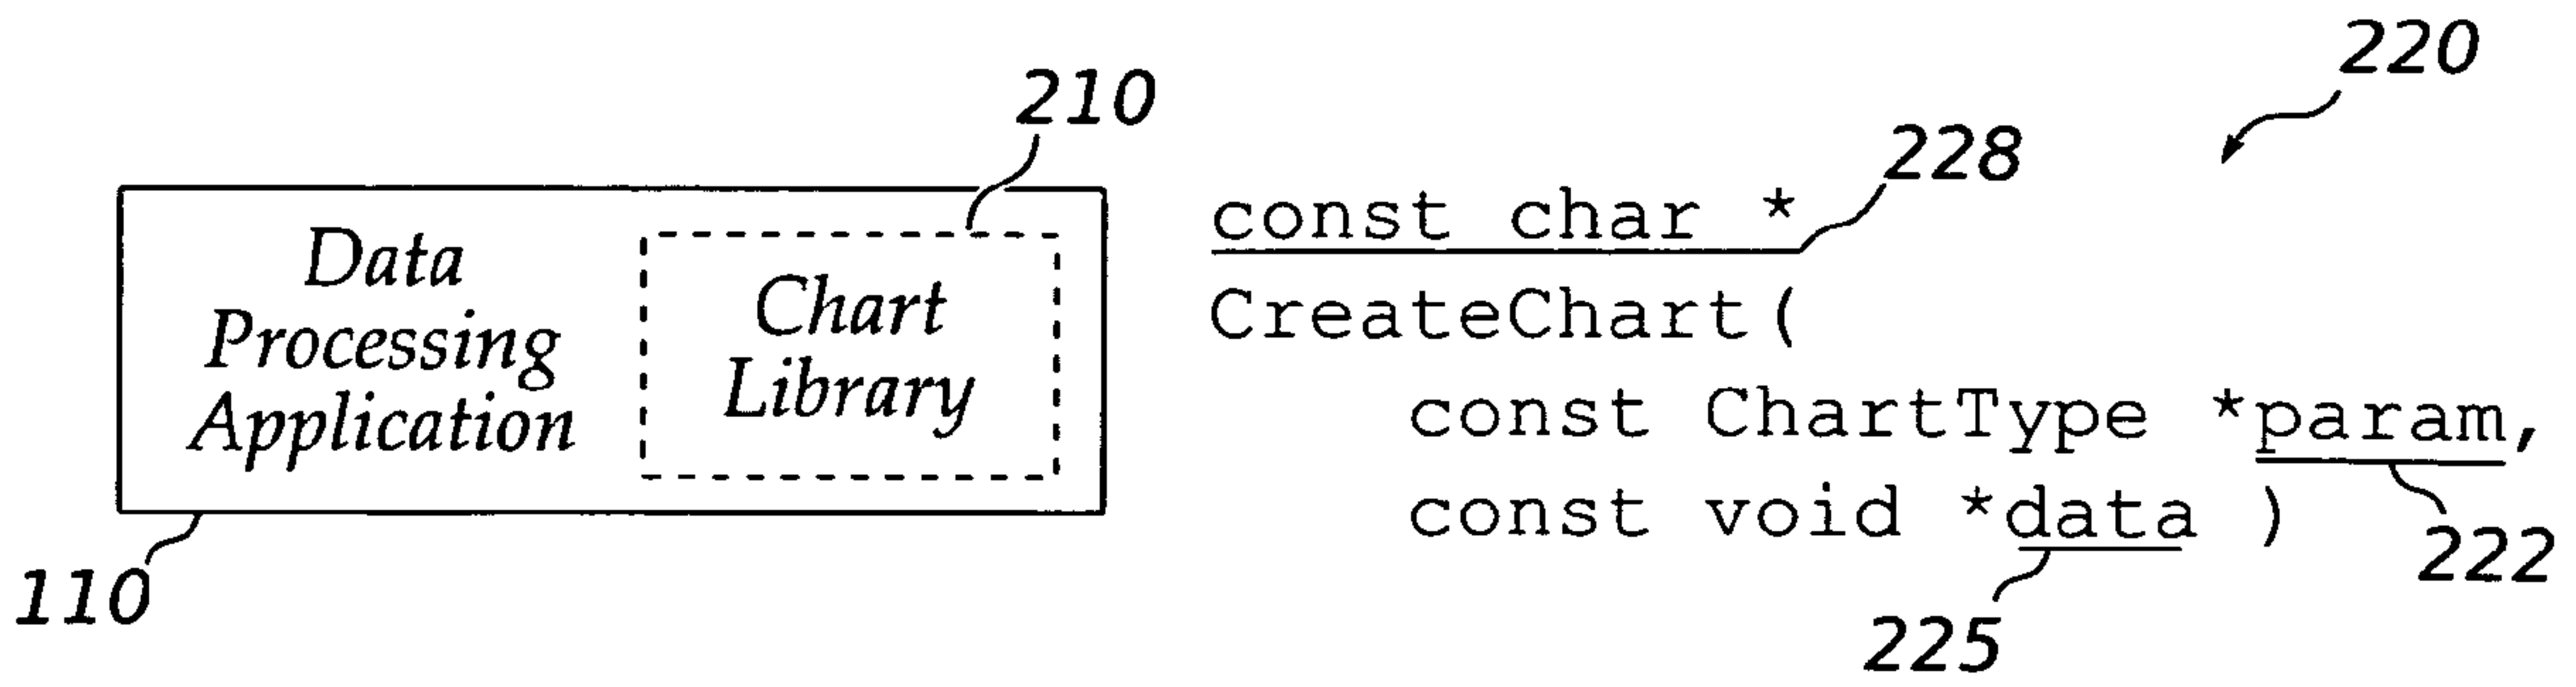 220
210
228
const char *
Data
Processing
Application
Chart
Library
CreateChart(
const ChartType *param,
const void *data )
222
110
225